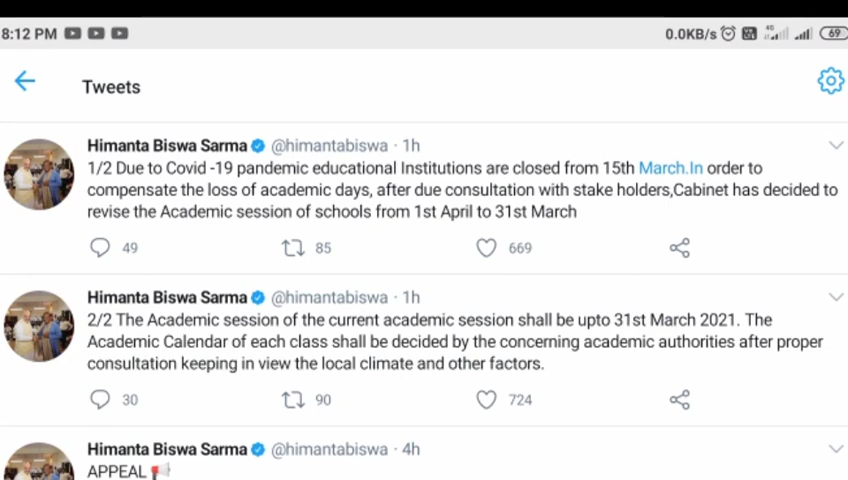 8:12 PM 0.0KB/s 4G 69
Tweets
Himanta Biswa Sarma @himantabiswa · 1h
1/2 Due to Covid -19 pandemic educational Institutions are closed from 15th March.In order to
compensate the loss of academic days, after due consultation with stake holders,Cabinet has decided to
revise the Academic session of schools from 1st April to 31st March
49 85 669
Himanta Biswa Sarma @himantabiswa · 1h
2/2 The Academic session of the current academic session shall be upto 31st March 2021. The
Academic Calendar of each class shall be decided by the concerning academic authorities after proper
consultation keeping in view the local climate and other factors.
30 90 724
Himanta Biswa Sarma @himantabiswa · 4h
APPEAL